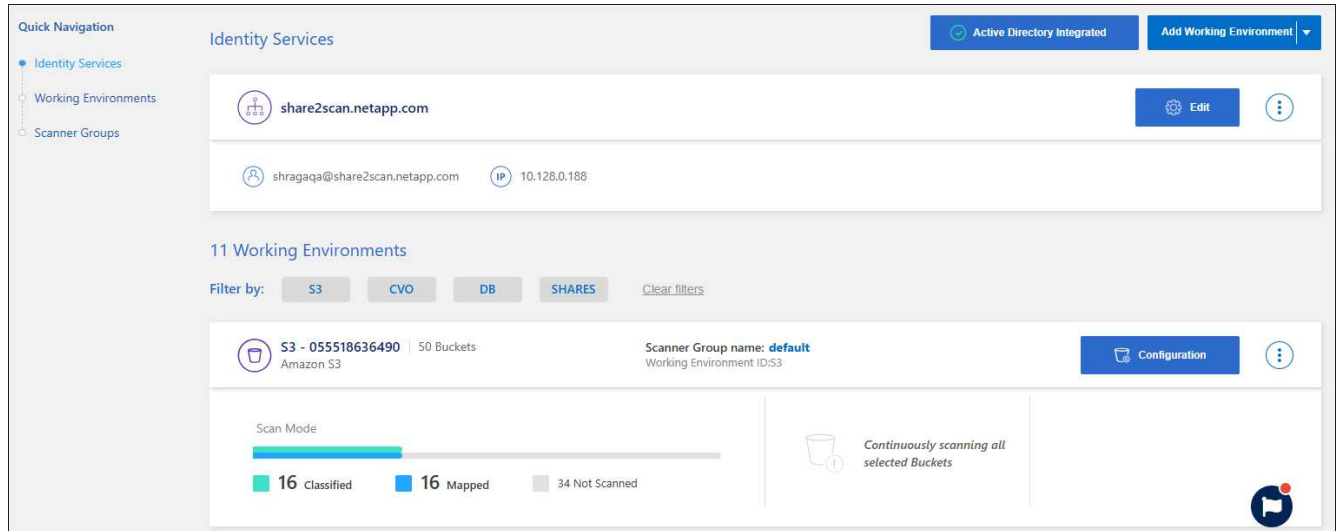 Quick Navigation
Identity Services
Working Environments
Scanner Groups
Identity Services
Active Directory Integrated
Add Working Environment
share2scan.netapp.com
Edit
shragaqa@share2scan.netapp.com
IP
10.128.0.188
11 Working Environments
Filter by:
S3
CVO
DB
SHARES
Clear filters
S3 - 055518636490
50 Buckets
Amazon S3
Scanner Group name: default
Working Environment ID:S3
Configuration
Scan Mode
16 Classified
16 Mapped
34 Not Scanned
Continuously scanning all
selected Buckets